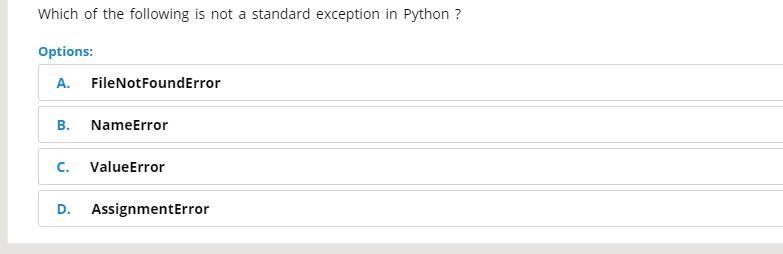 Which of the following is not a standard exception in Python ?
Options:
A. FileNotFoundError
B. NameError
C. ValueError
D. AssignmentError